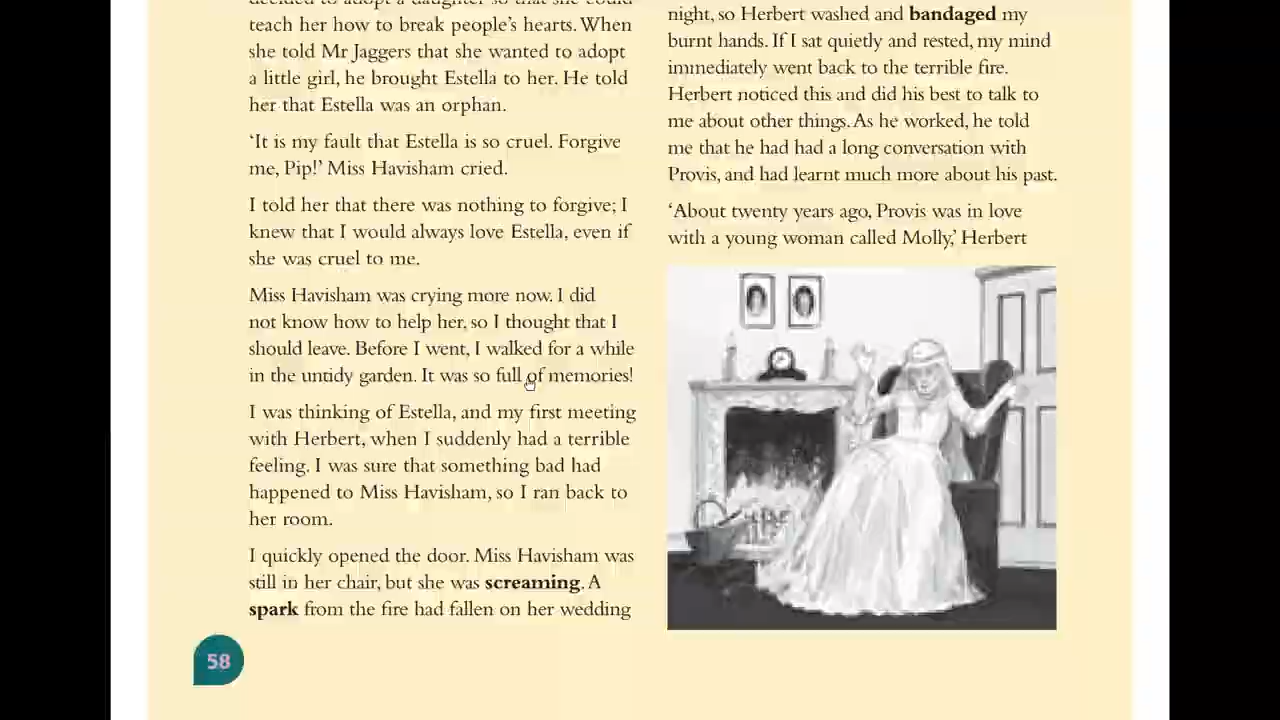 decided to adopt a daughter so that she could
teach her how to break people's hearts. When
she told Mr Jaggers that she wanted to adopt
a little girl, he brought Estella to her. He told
her that Estella was an orphan.
‘It is my fault that Estella is so cruel. Forgive
me, Pip!’ Miss Havisham cried.
I told her that there was nothing to forgive; I
knew that I would always love Estella, even if
she was cruel to me.
Miss Havisham was crying more now. I did
not know how to help her, so I thought that I
should leave. Before I went, I walked for a while
in the untidy garden. It was so full of memories!
I was thinking of Estella, and my first meeting
with Herbert, when I suddenly had a terrible
feeling. I was sure that something bad had
happened to Miss Havisham, so I ran back to
her room.
I quickly opened the door. Miss Havisham was
still in her chair, but she was screaming. A
spark from the fire had fallen on her wedding
58
night, so Herbert washed and bandaged my
burnt hands. If I sat quietly and rested, my mind
immediately went back to the terrible fire.
Herbert noticed this and did his best to talk to
me about other things. As he worked, he told
me that he had had a long conversation with
Provis, and had learnt much more about his past.
‘About twenty years ago, Provis was in love
with a young woman called Molly,’ Herbert